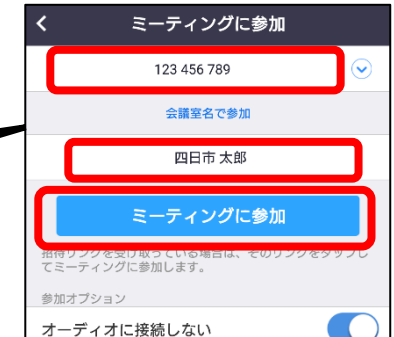 ミーティングに参加
123 456 789
会議室名で参加
四日市 太郎
ミーティングに参加
招待リンクを受け取っている場合は、そのリンクをタップし
てミーティングに参加します。
参加オプション
オーディオに接続しない